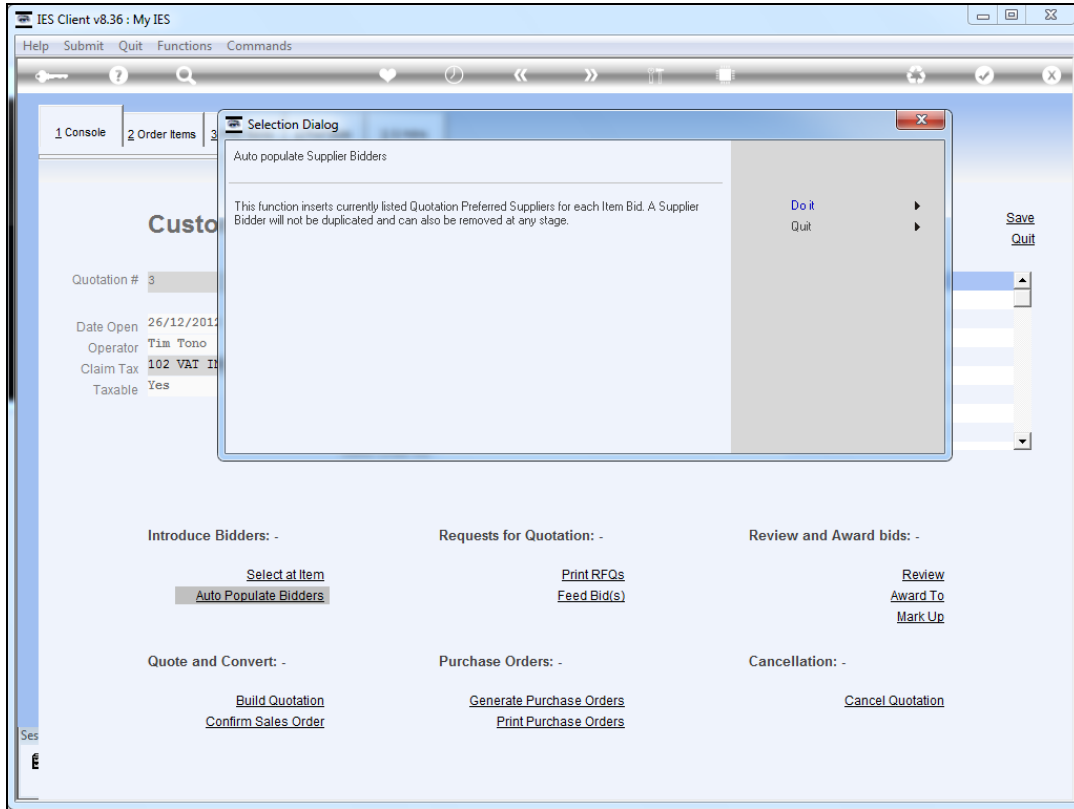 IES Client v8.36 : My IES
Help Submit Quit Functions Commands
1 Console 2 Order Items 3
Selection Dialog
Auto populate Supplier Bidders
This function inserts currently listed Quotation Preferred Suppliers for each Item Bid. A Supplier
Bidder will not be duplicated and can also be removed at any stage.
Do it
Quit
Custo
Save
Quit
Quotation # 3
Date Open 26/12/2012
Operator Tim Tono
Claim Tax 102 VAT IN
Taxable Yes
Introduce Bidders: - Requests for Quotation: - Review and Award bids: -
Select at Item Print RFQs Review
Auto Populate Bidders Feed Bid(s) Award To
Mark Up
Quote and Convert: - Purchase Orders: - Cancellation: -
Build Quotation Generate Purchase Orders Cancel Quotation
Confirm Sales Order Print Purchase Orders
Ses